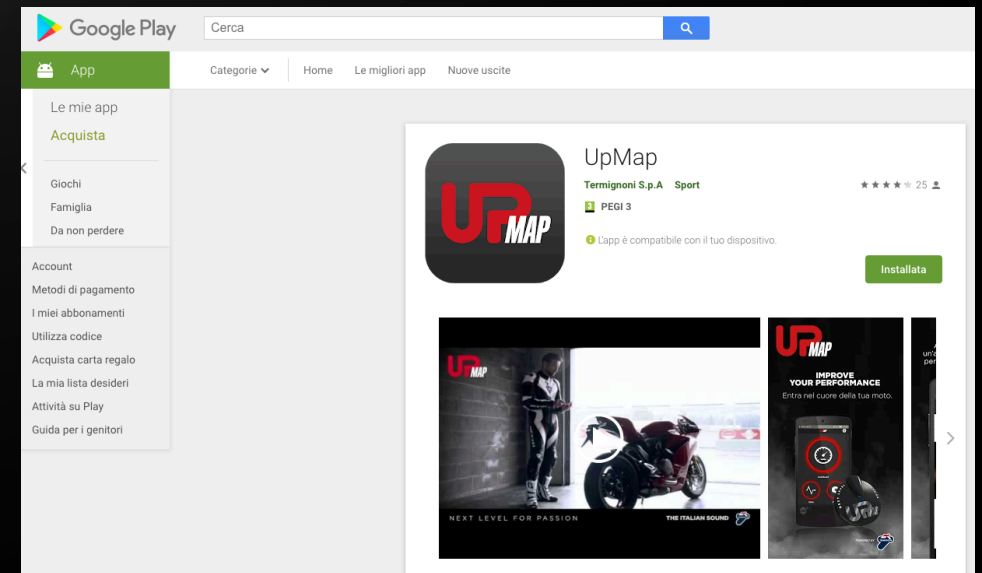 Google Play
Cerca
App
Categorie
Home
Le migliori app
Nuove uscite
Le mie app
Acquista
Giochi
Famiglia
Da non perdere
Account
Metodi di pagamento
I miei abbonamenti
Utilizza codice
Acquista carta regalo
La mia lista desideri
Attività su Play
Guida per i genitori
UPMAP
UpMap
Termignoni S.p.A Sport
25
3 PEGI 3
L'app è compatibile con il tuo dispositivo.
Installata
UPMAP
NEXT LEVEL FOR PASSION
THE ITALIAN SOUND
UPMAP
IMPROVE
YOUR PERFORMANCE
Entra nel cuore della tua moto.
un'a
per